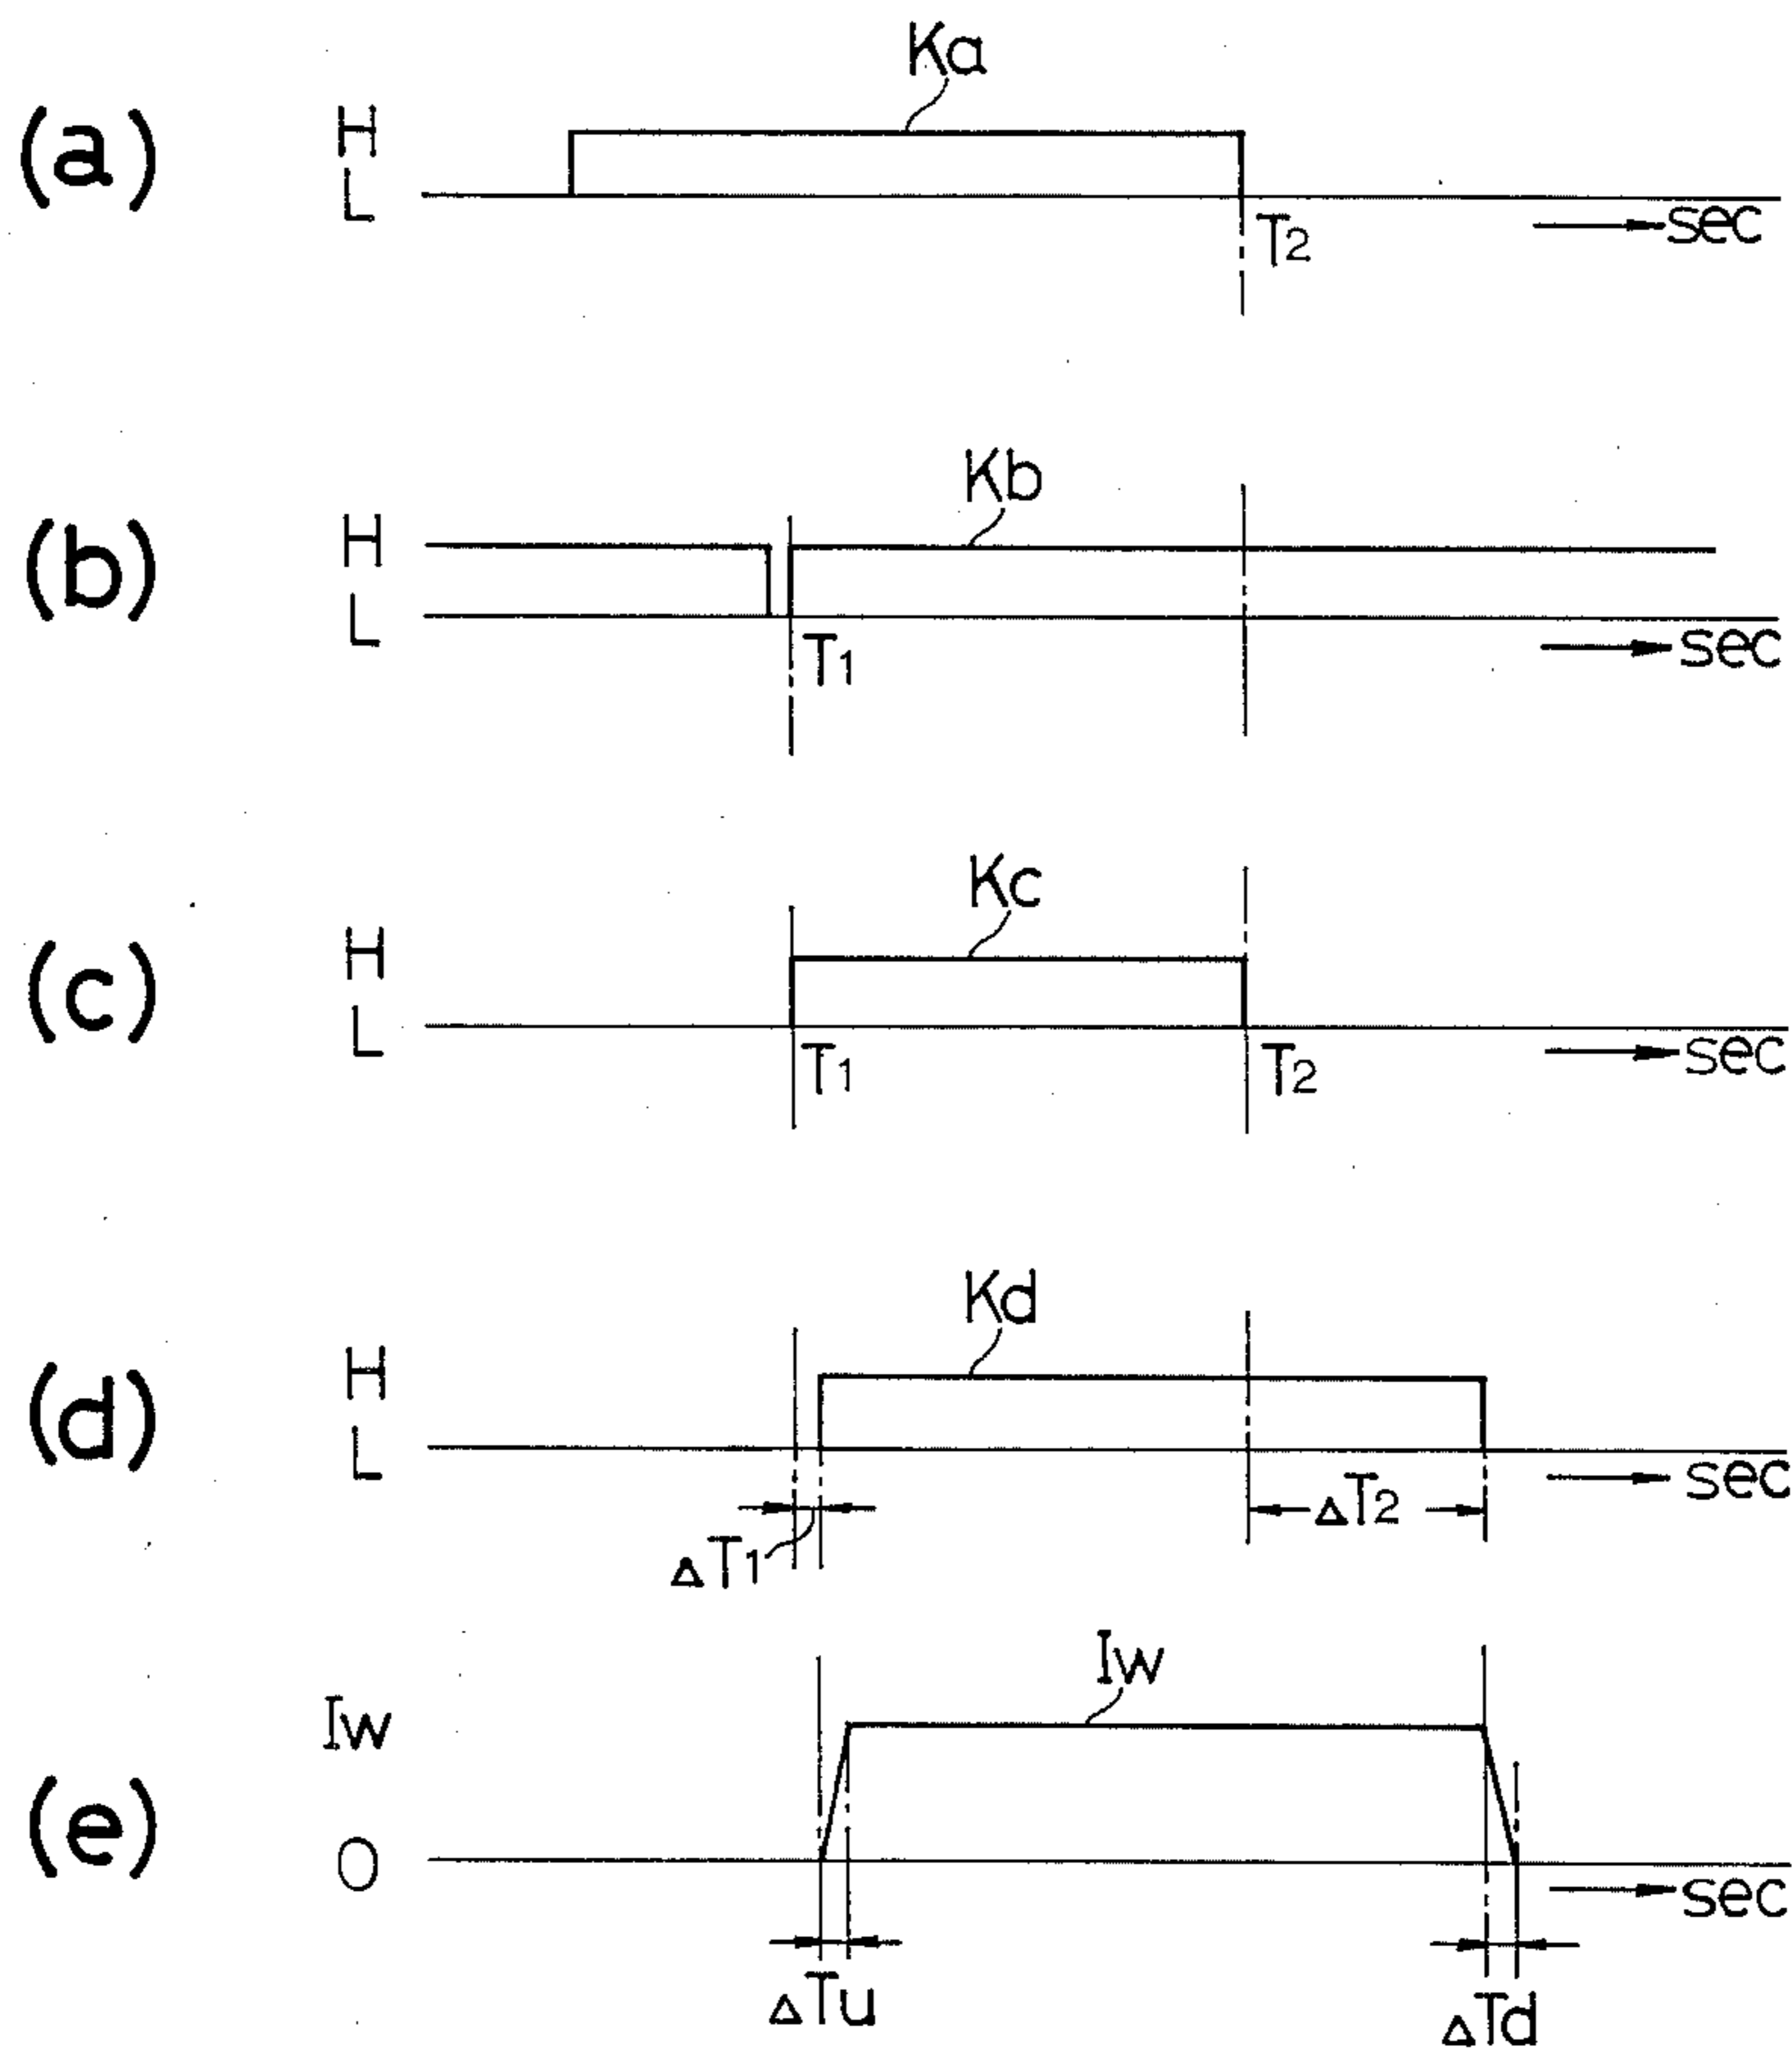 Ka
(a)
H
L
T2
sec
Kb
(b)
H
L
T1
sec
Kc
(c)
H
L
T1
T2
sec
Kd
(d)
H
L
sec
ΔT1
ΔT2
Iw
(e)
Iw
O
sec
ΔTu
ΔTd